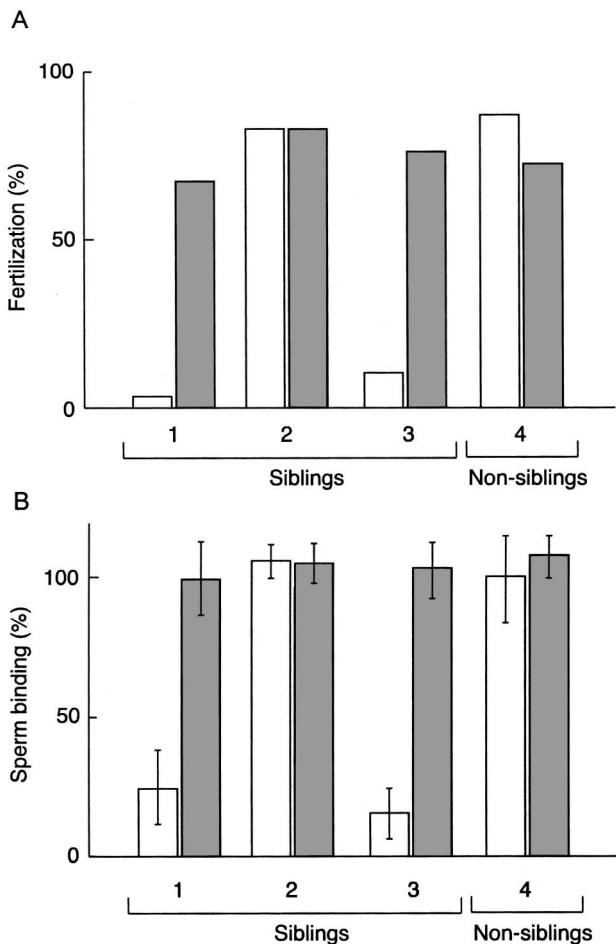 A
Fertilization (%)
100
50
0
1 2 3 4
Siblings Non-siblings
B
Sperm binding (%)
100
50
0
1 2 3 4
Siblings Non-siblings